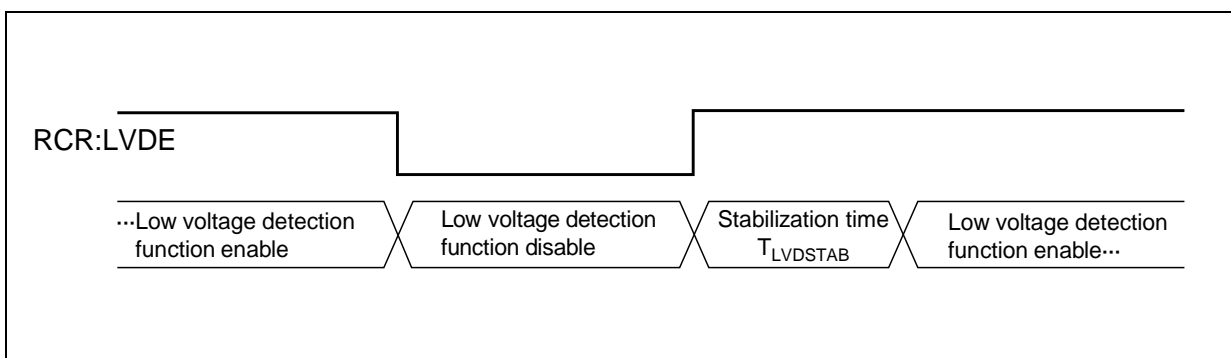 RCR:LVDE
···Low voltage detection
function enable
Low voltage detection
function disable
Stabilization time
TLVDSTAB
Low voltage detection
function enable···